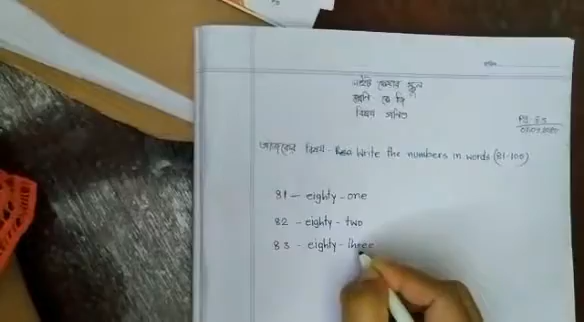 শ্রেণি কে জি
বিষয় গণিত
আজকের বিষয় - Write the numbers in words (81-100)
81 - eighty - one
82 - eighty - two
83 - eighty - three